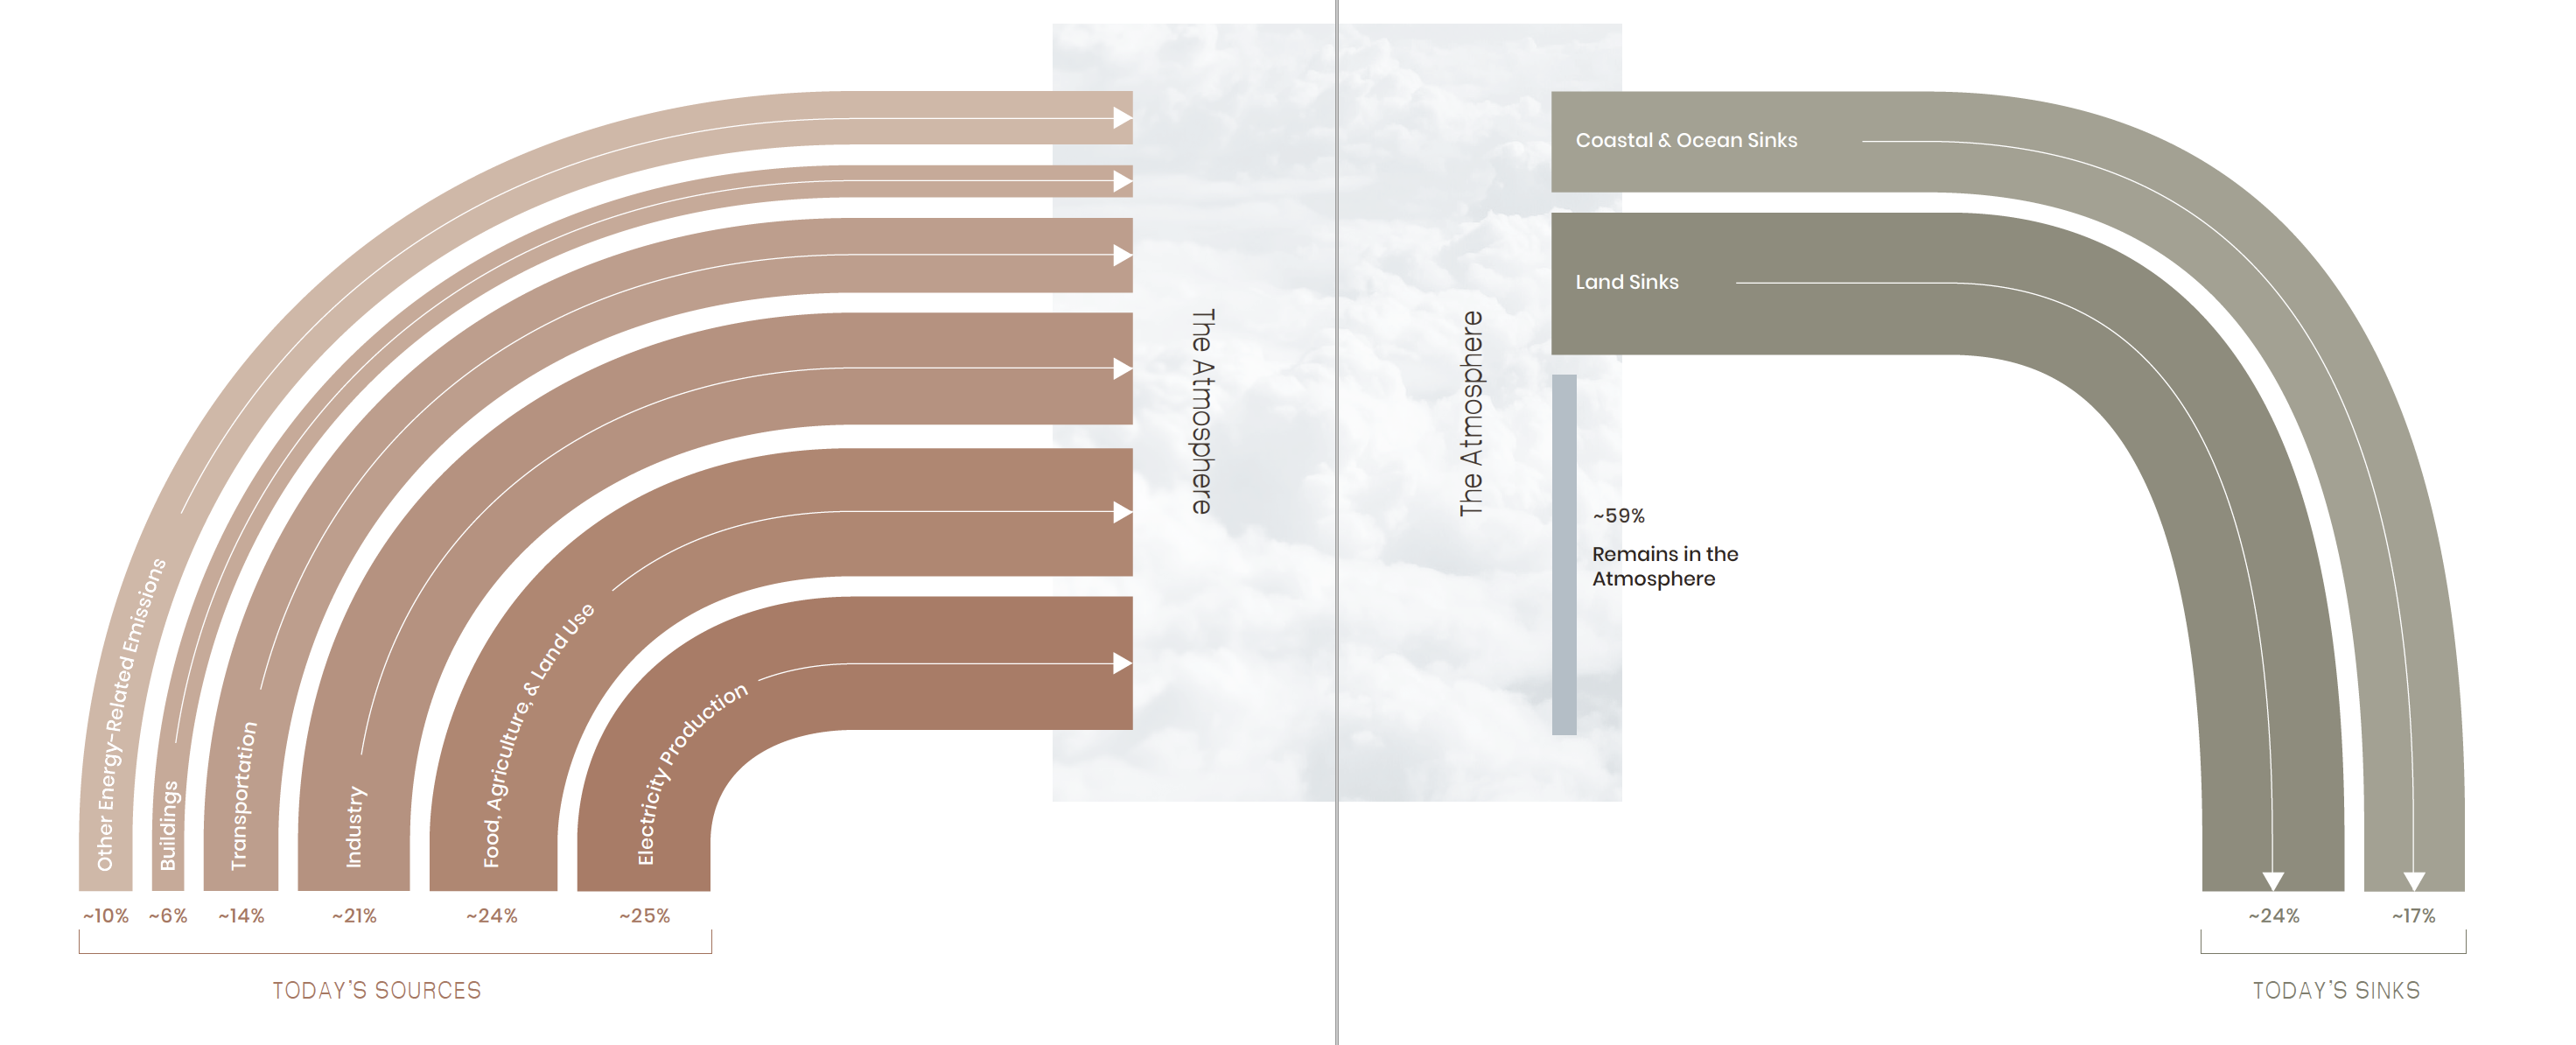 Other Energy-Related Emissions
Buildings
Transportation
Industry
Food, Agriculture, & Land Use
Electricity Production
~10%
~6%
~14%
~21%
~24%
~25%
TODAY'S SOURCES
The Atmosphere
The Atmosphere
Coastal & Ocean Sinks
Land Sinks
~59%
Remains in the
Atmosphere
~24%
~17%
TODAY'S SINKS